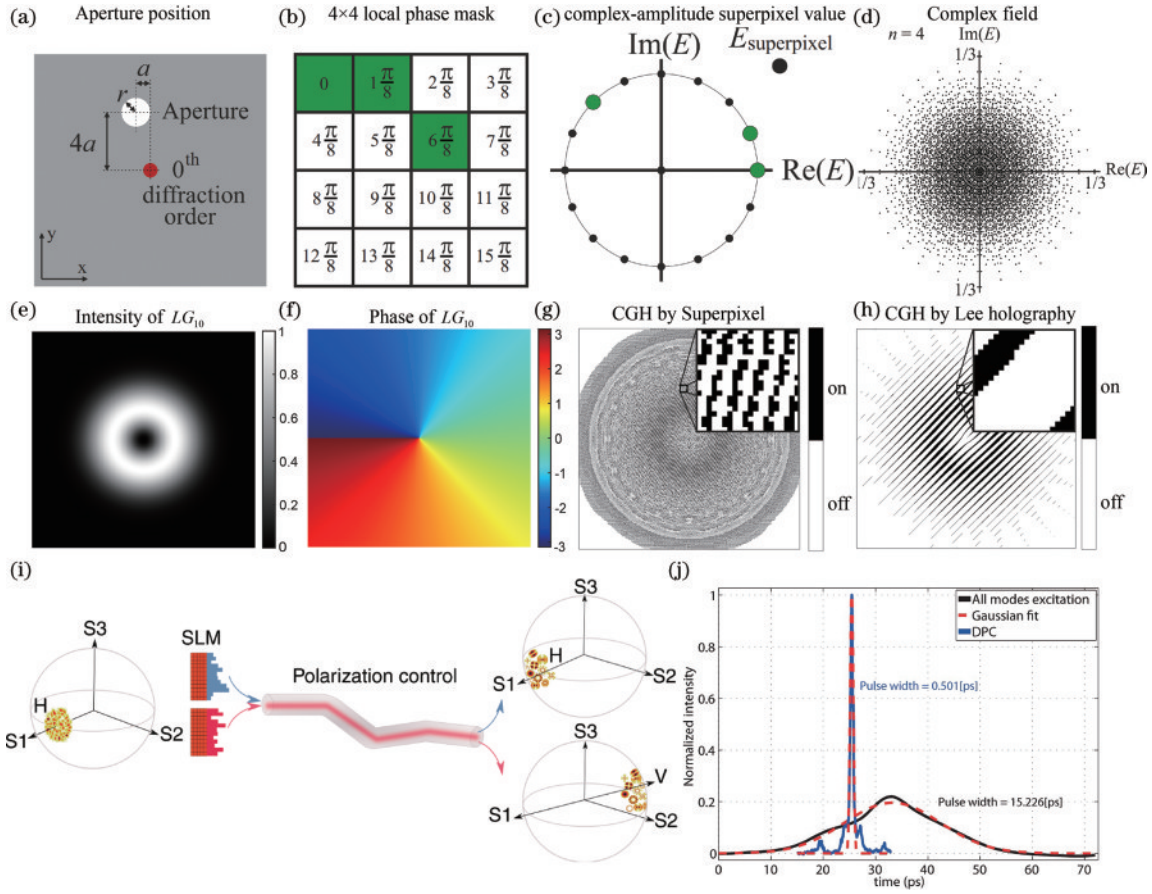 (a) Aperture position
a
r
Aperture
4a
0th
diffraction
order
y
x
(b) 4×4 local phase mask
0 1π/8 2π/8 3π/8
4π/8 5π/8 6π/8 7π/8
8π/8 9π/8 10π/8 11π/8
12π/8 13π/8 14π/8 15π/8
(c) complex-amplitude superpixel value
Im(E)
Esuperpixel
Re(E)
(d) Complex field
n = 4 Im(E)
1/3
-1/3 Re(E) 1/3
1/3
(e) Intensity of LG10
1
0.8
0.6
0.4
0.2
0
(f) Phase of LG10
3
2
1
0
-1
-2
-3
(g) CGH by Superpixel
on
off
(h) CGH by Lee holography
on
off
(i)
S3
H
S1
S2
SLM
Polarization control
S3
H
S1
S2
S3
V
S1
S2
(j)
Normalized intensity
1
0.8
0.6
0.4
0.2
0
All modes excitation
Gaussian fit
DPC
Pulse width = 0.501[ps]
Pulse width = 15.226[ps]
0 10 20 30 40 50 60 70
time (ps)